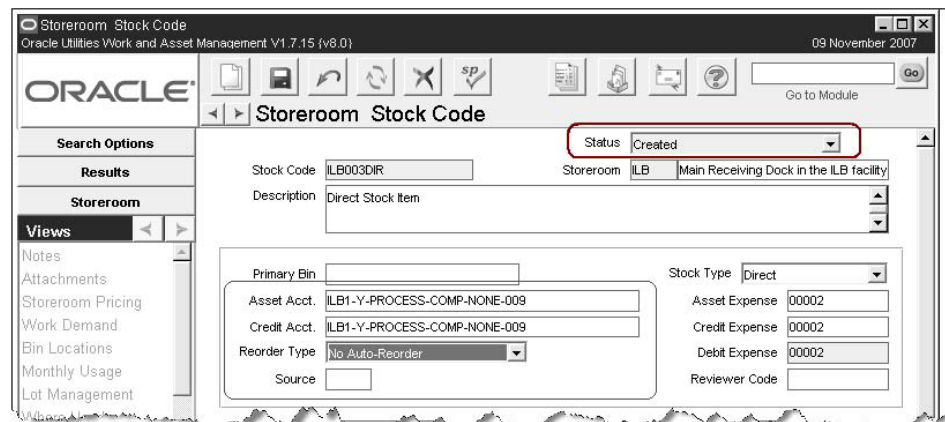 Storeroom Stock Code
Oracle Utilities Work and Asset Management V1.7.15 {v8.0}
09 November 2007
ORACLE
sp
Go
Go to Module
Storeroom Stock Code
Search Options
Results
Storeroom
Views
Notes
Attachments
Storeroom Pricing
Work Demand
Bin Locations
Monthly Usage
Lot Management
Status Created
Stock Code ILB003DIR
Storeroom ILB Main Receiving Dock in the ILB facility
Description Direct Stock Item
Primary Bin
Stock Type Direct
Asset Acct. ILB1-Y-PROCESS-COMP-NONE-009
Asset Expense 00002
Credit Acct. ILB1-Y-PROCESS-COMP-NONE-009
Credit Expense 00002
Reorder Type No Auto-Reorder
Debit Expense 00002
Source
Reviewer Code